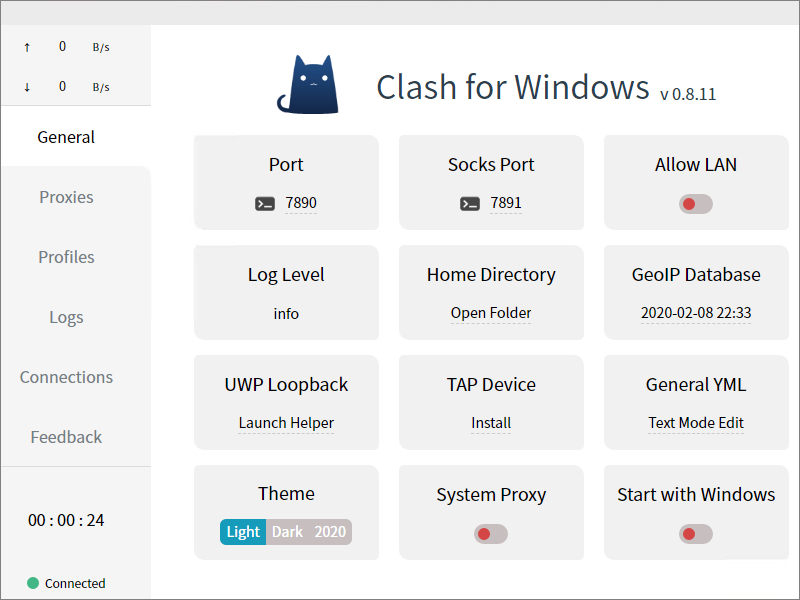 ↑ 0 B/s
↓ 0 B/s
General
Proxies
Profiles
Logs
Connections
Feedback
00 : 00 : 24
Connected
Clash for Windows v 0.8.11
Port
7890
Socks Port
7891
Allow LAN
Log Level
info
Home Directory
Open Folder
GeoIP Database
2020-02-08 22:33
UWP Loopback
Launch Helper
TAP Device
Install
General YML
Text Mode Edit
Theme
Light Dark 2020
System Proxy
Start with Windows